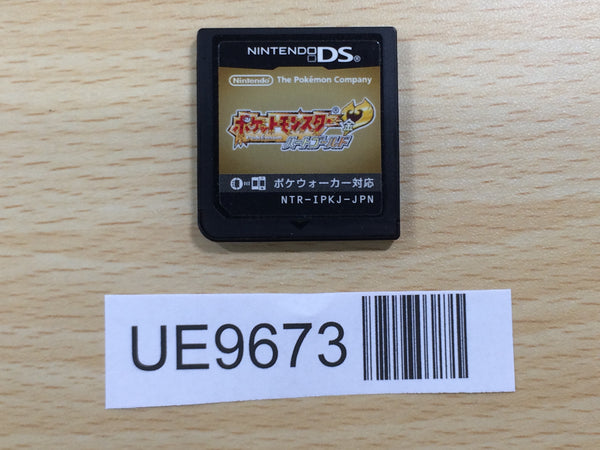 NINTENDO DS
Nintendo The Pokémon Company
ポケットモンスター
ハートゴールド
ポケウォーカー対応
NTR-IPKJ-JPN
UE9673